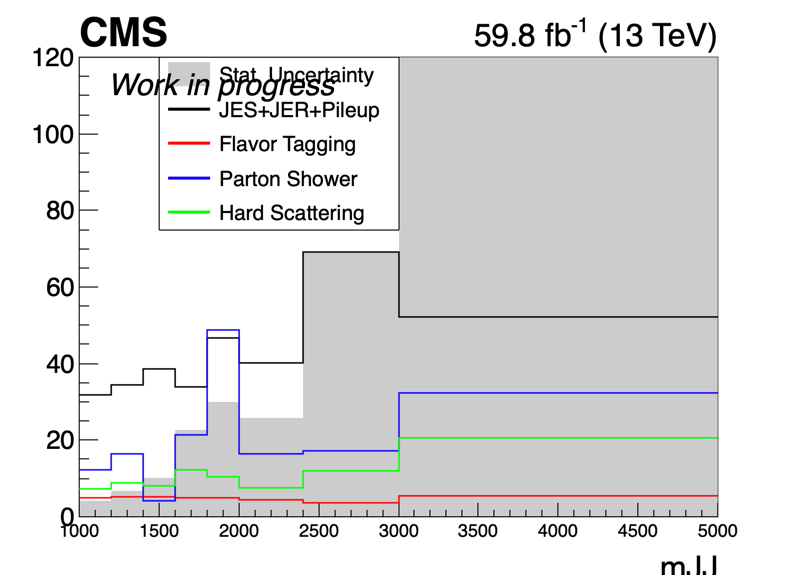 CMS
59.8 fb-1 (13 TeV)
Work in progress
Stat. Uncertainty
JES+JER+Pileup
Flavor Tagging
Parton Shower
Hard Scattering
120
100
80
60
40
20
0
1000 1500 2000 2500 3000 3500 4000 4500 5000
mJJ